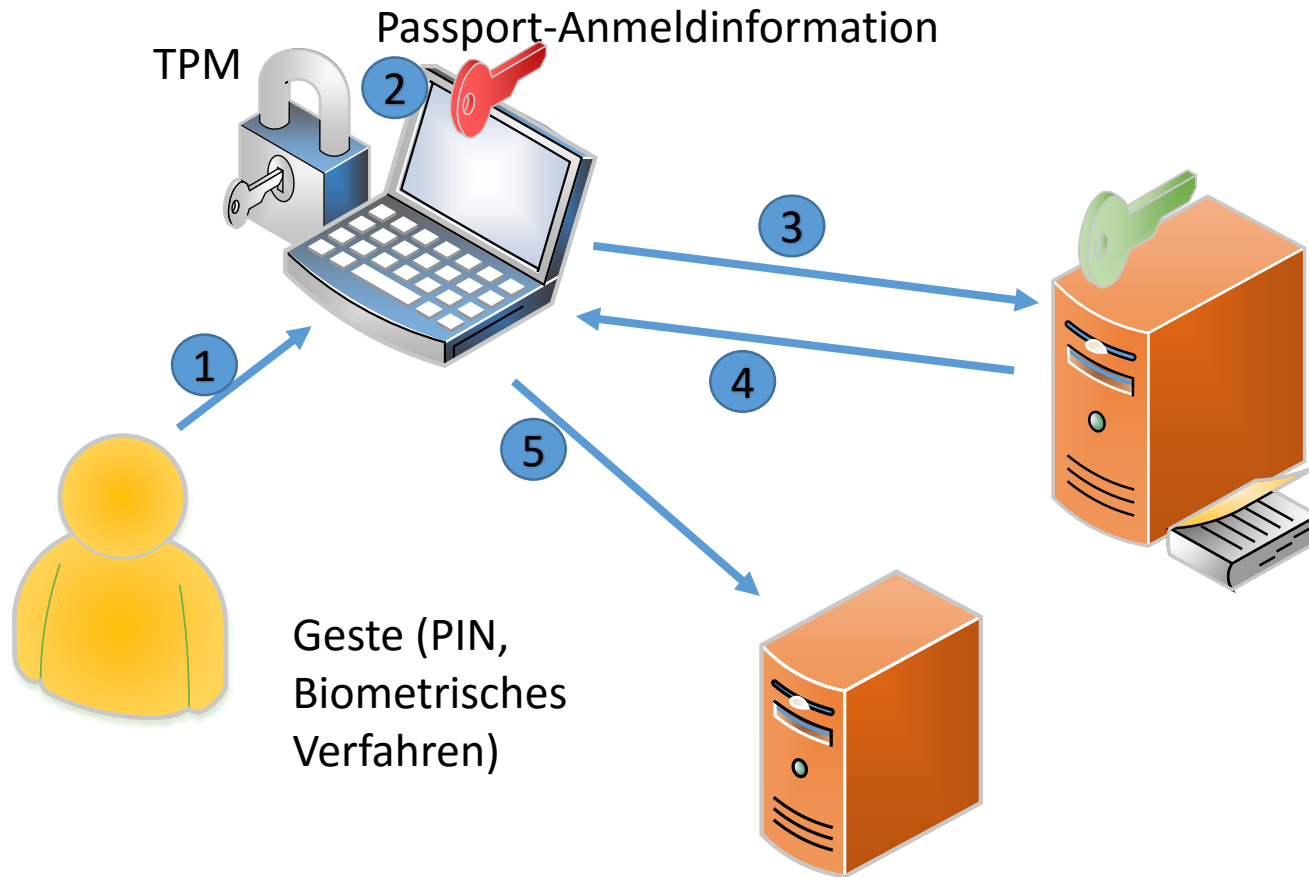 Passport-Anmeldinformation
TPM
2
3
1
4
5
Geste (PIN,
Biometrisches
Verfahren)